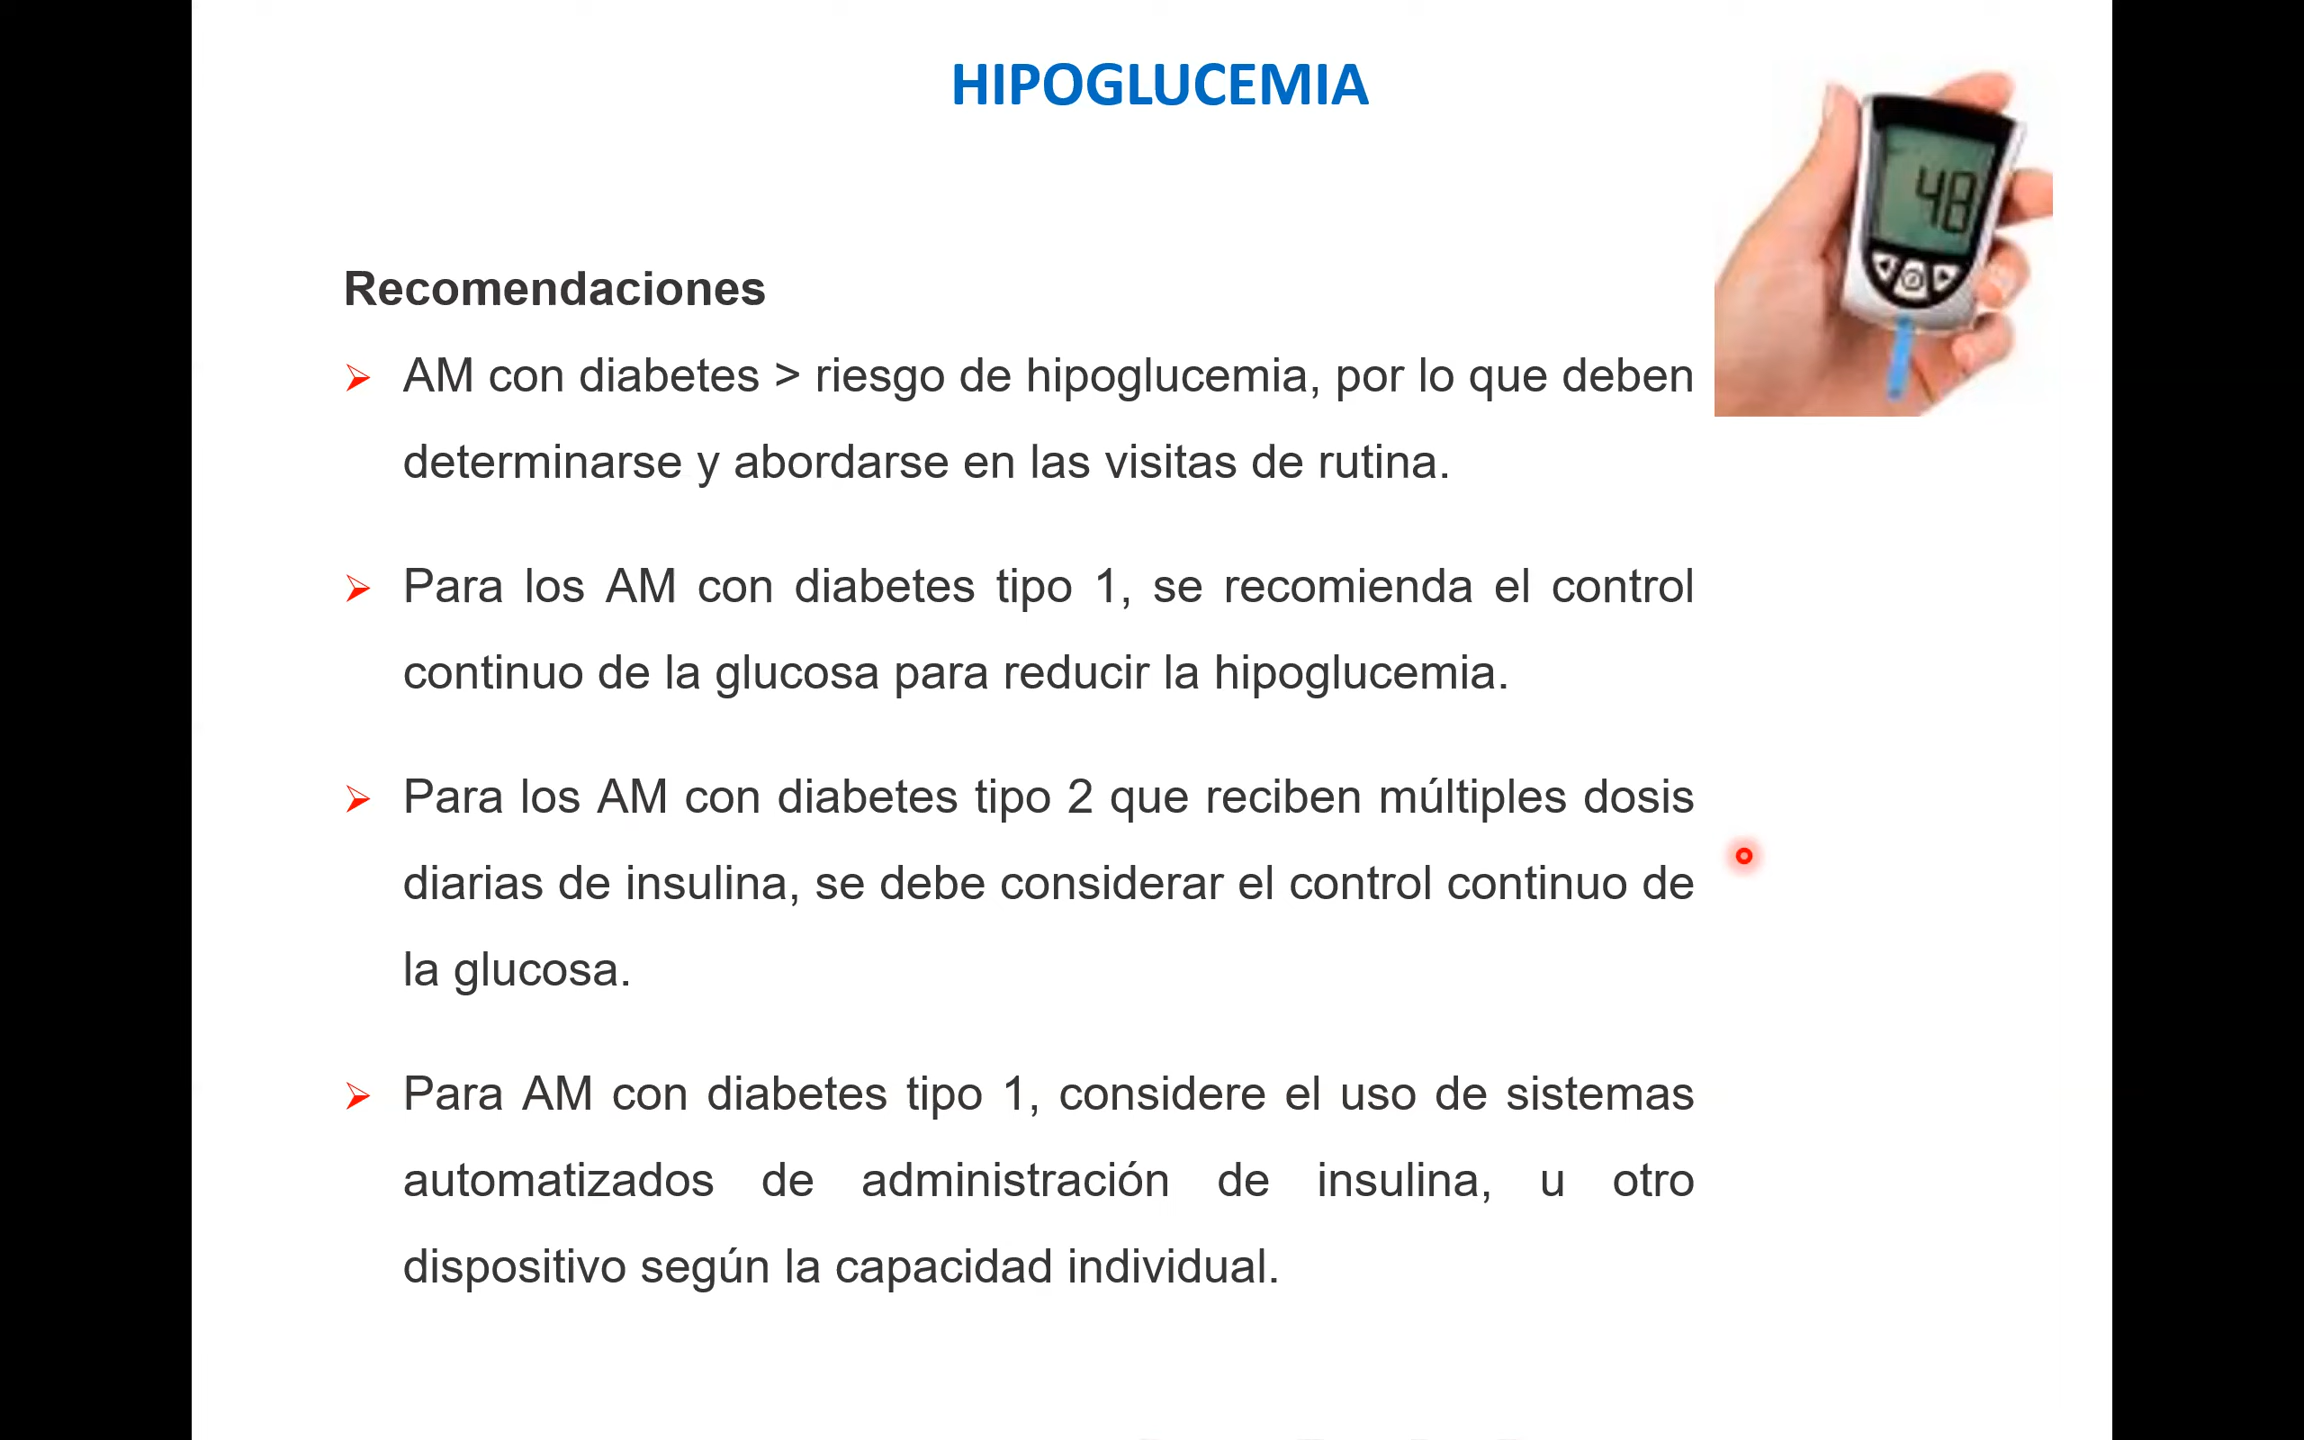 HIPOGLUCEMIA
48
Recomendaciones
AM con diabetes > riesgo de hipoglucemia, por lo que deben
determinarse y abordarse en las visitas de rutina.
Para los AM con diabetes tipo 1, se recomienda el control
continuo de la glucosa para reducir la hipoglucemia.
Para los AM con diabetes tipo 2 que reciben múltiples dosis
diarias de insulina, se debe considerar el control continuo de
la glucosa.
Para AM con diabetes tipo 1, considere el uso de sistemas
automatizados de administración de insulina, u otro
dispositivo según la capacidad individual.